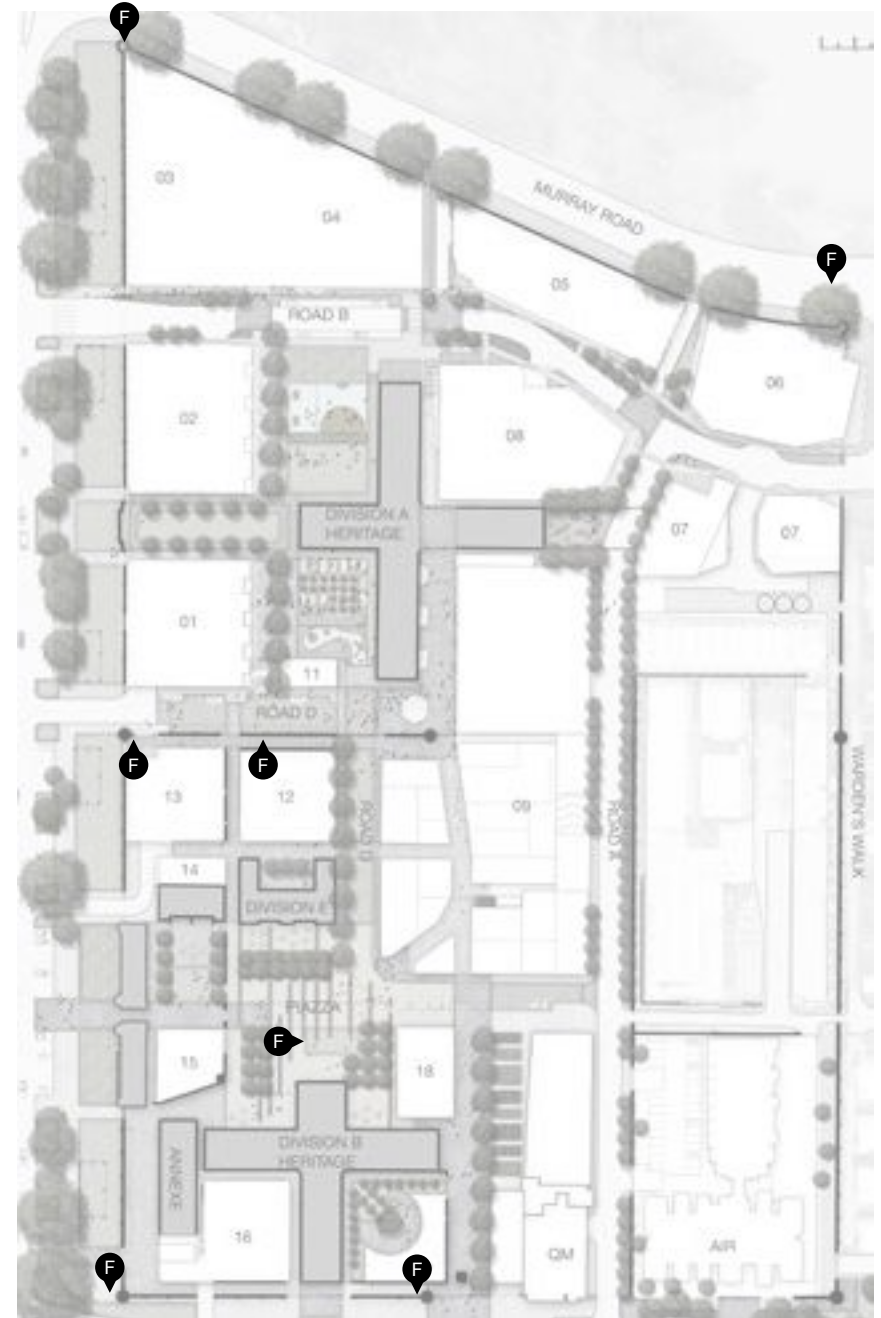 F
MURRAY ROAD
03
04
F
05
ROAD B
06
02
08
DIVISION A
HERITAGE
07
07
01
11
ROAD D
F
F
13
12
ROAD D
09
ROAD E
WARDEN'S WALK
14
DIVISION E
PIAZZA
F
15
18
DIVISION B
HERITAGE
ANNEXE
16
QM
AIR
F
F